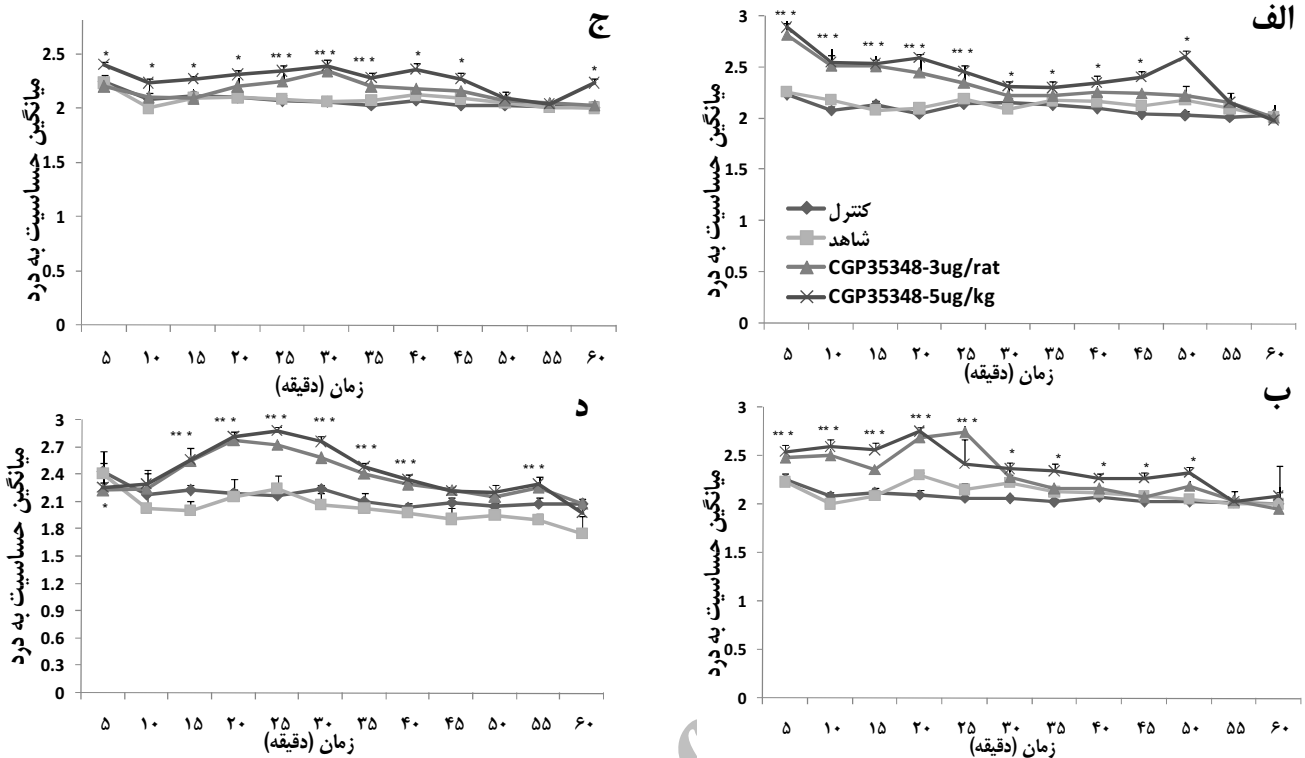 الف
* * *
* * *
* * *
* * *
* * *
*
*
*
*
*
3
2.5
2
1.5
1
0.5
0
میانگین حساسیت به درد
کنترل
شاهد
CGP35348-3ug/rat
CGP35348-5ug/kg
۵ ۱۰ ۱۵ ۲۰ ۲۵ ۳۰ ۳۵ ۴۰ ۴۵ ۵۰ ۵۵ ۶۰
زمان (دقیقه)
ج
*
*
*
*
* * *
* * *
* * *
*
*
*
2.5
2
1.5
1
0.5
0
میانگین حساسیت به درد
۵ ۱۰ ۱۵ ۲۰ ۲۵ ۳۰ ۳۵ ۴۰ ۴۵ ۵۰ ۵۵ ۶۰
زمان (دقیقه)
ب
* * *
* * *
* * *
* * *
* * *
*
*
*
*
*
3
2.5
2
1.5
1
0.5
0
میانگین حساسیت به درد
۵ ۱۰ ۱۵ ۲۰ ۲۵ ۳۰ ۳۵ ۴۰ ۴۵ ۵۰ ۵۵ ۶۰
زمان (دقیقه)
د
*
* * *
* * *
* * *
* * *
* * *
* * *
* * *
3
2.7
2.4
2.1
1.8
1.5
1.2
0.9
0.6
0.3
0
میانگین حساسیت به درد
۵ ۱۰ ۱۵ ۲۰ ۲۵ ۳۰ ۳۵ ۴۰ ۴۵ ۵۰ ۵۵ ۶۰
زمان (دقیقه)